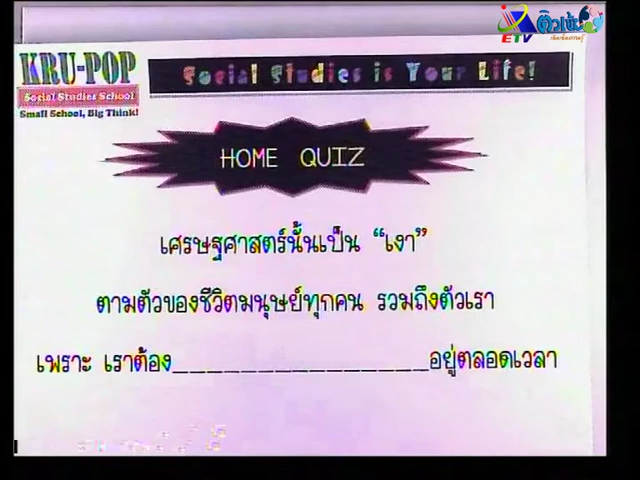 ETV ติวเข้ม
KRU-POP
Social Studies School
Small School, Big Think!
Social Studies is Your Life!
HOME QUIZ
เศรษฐศาสตร์นั้นเป็น “เงา”
ตามตัวของชีวิตมนุษย์ทุกคน รวมถึงตัวเรา
เพราะ เราต้อง_______________อยู่ตลอดเวลา